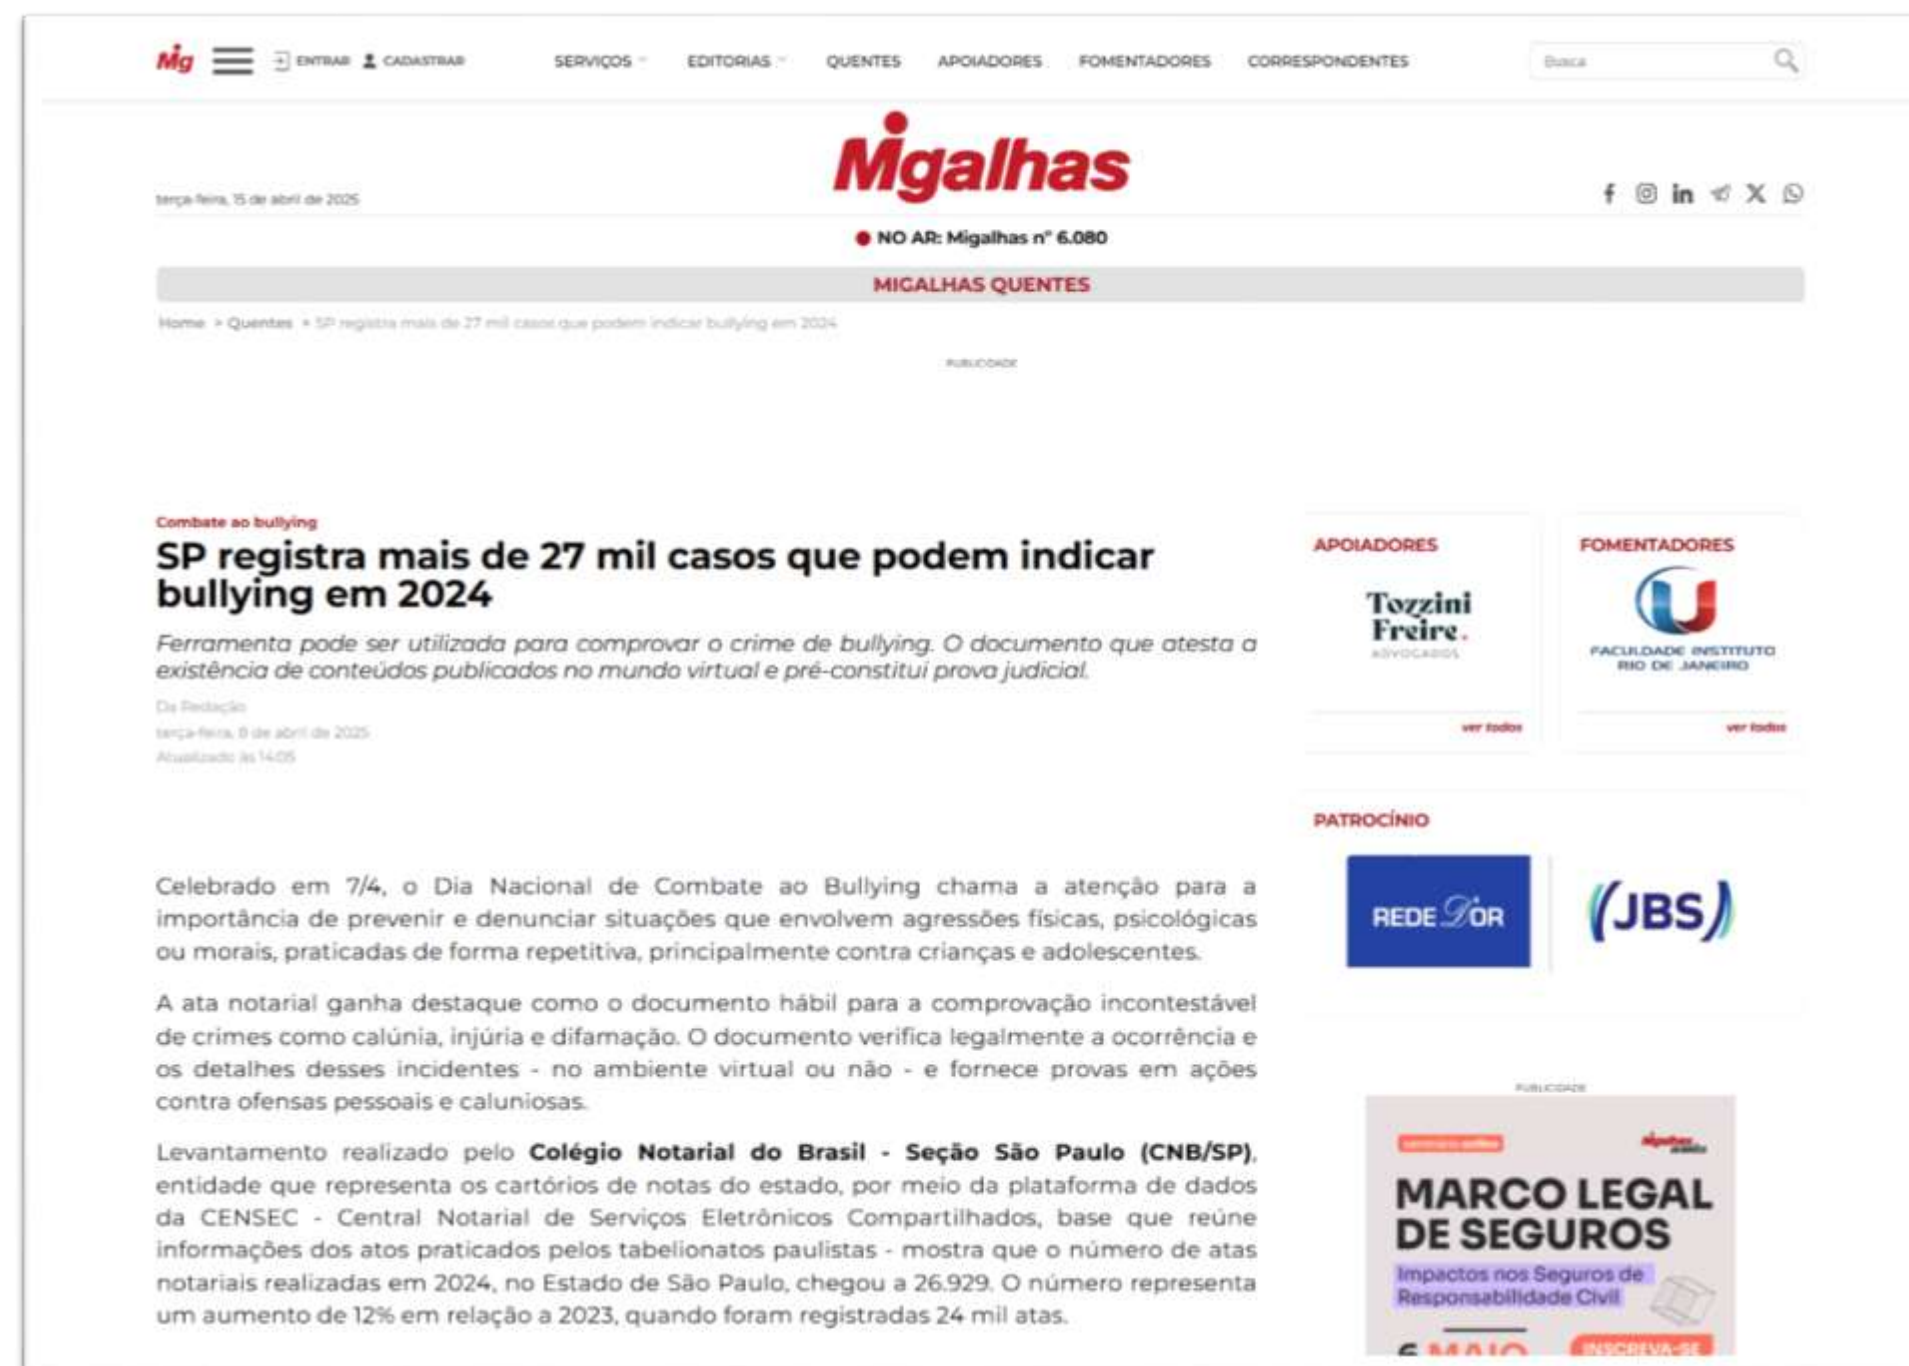 Mg ENTRAR CADASTRAR SERVIÇOS EDITORIAS QUENTES APOIADORES FOMENTADORES CORRESPONDENTES Busca
Migalhas
terça-feira, 15 de abril de 2025
NO AR: Migalhas nº 6.080
MIGALHAS QUENTES
Home > Quentes > SP registra mais de 27 mil casos que podem indicar bullying em 2024
PUBLICIDADE
Combate ao bullying
SP registra mais de 27 mil casos que podem indicar
bullying em 2024
Ferramenta pode ser utilizada para comprovar o crime de bullying. O documento que atesta a
existência de conteúdos publicados no mundo virtual e pré-constitui prova judicial.
Da Redação
terça-feira, 8 de abril de 2025
Atualizado às 14:05
Celebrado em 7/4, o Dia Nacional de Combate ao Bullying chama a atenção para a
importância de prevenir e denunciar situações que envolvem agressões físicas, psicológicas
ou morais, praticadas de forma repetitiva, principalmente contra crianças e adolescentes.
A ata notarial ganha destaque como o documento hábil para a comprovação incontestável
de crimes como calúnia, injúria e difamação. O documento verifica legalmente a ocorrência e
os detalhes desses incidentes - no ambiente virtual ou não - e fornece provas em ações
contra ofensas pessoais e caluniosas.
Levantamento realizado pelo Colégio Notarial do Brasil - Seção São Paulo (CNB/SP),
entidade que representa os cartórios de notas do estado, por meio da plataforma de dados
da CENSEC - Central Notarial de Serviços Eletrônicos Compartilhados, base que reúne
informações dos atos praticados pelos tabelionatos paulistas - mostra que o número de atas
notariais realizadas em 2024, no Estado de São Paulo, chegou a 26.929. O número representa
um aumento de 12% em relação a 2023, quando foram registradas 24 mil atas.
APOIADORES
Tozzini
Freire.
ADVOGADOS
ver todos
FOMENTADORES
FACULDADE INSTITUTO
RIO DE JANEIRO
ver todos
PATROCÍNIO
REDE D'OR
JBS
PUBLICIDADE
MARCO LEGAL
DE SEGUROS
Impactos nos Seguros de
Responsabilidade Civil
6 MAIO
INSCREVA-SE